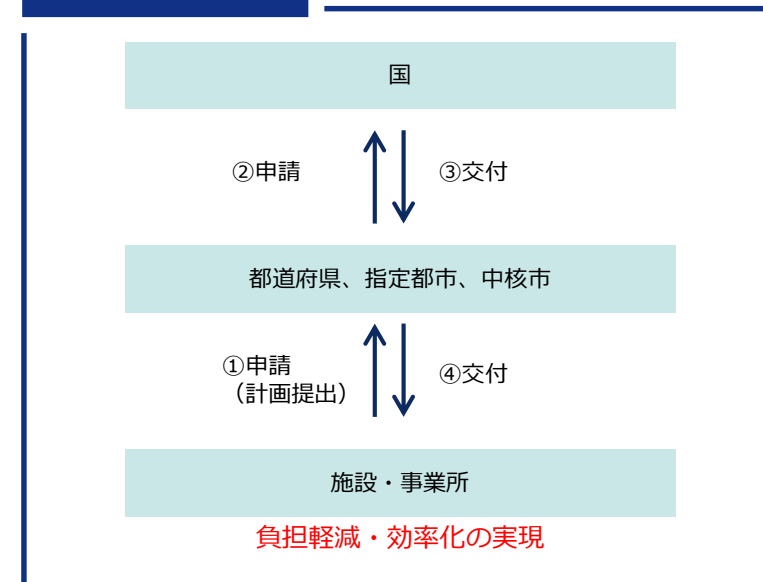 国
②申請
③交付
都道府県、指定都市、中核市
①申請
（計画提出）
④交付
施設・事業所
負担軽減・効率化の実現